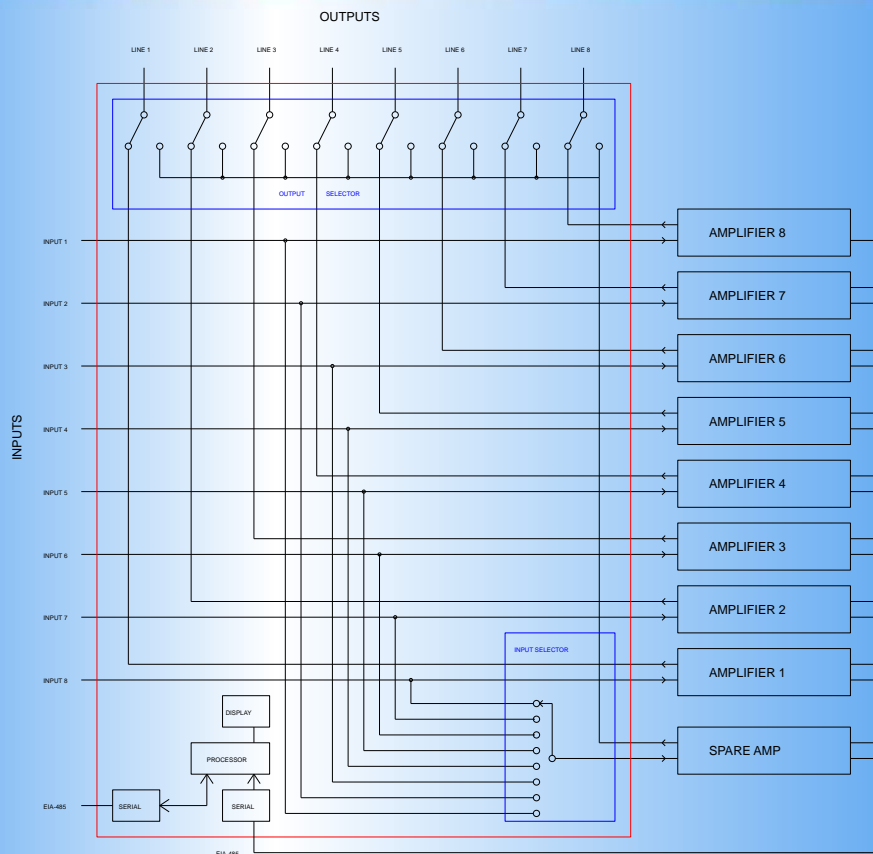 OUTPUTS
LINE 1 LINE 2 LINE 3 LINE 4 LINE 5 LINE 6 LINE 7 LINE 8
OUTPUT SELECTOR
INPUTS
INPUT 1
AMPLIFIER 8
INPUT 2
AMPLIFIER 7
INPUT 3
AMPLIFIER 6
INPUT 4
AMPLIFIER 5
INPUT 5
AMPLIFIER 4
INPUT 6
AMPLIFIER 3
INPUT 7
AMPLIFIER 2
INPUT SELECTOR
INPUT 8
AMPLIFIER 1
DISPLAY
PROCESSOR
SPARE AMP
EIA-485
SERIAL
SERIAL
EIA-485